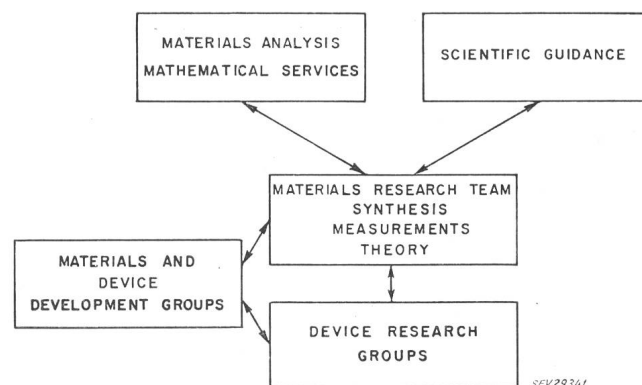 MATERIALS ANALYSIS
MATHEMATICAL SERVICES
SCIENTIFIC GUIDANCE
MATERIALS RESEARCH TEAM
SYNTHESIS
MEASUREMENTS
THEORY
MATERIALS AND
DEVICE
DEVELOPMENT GROUPS
DEVICE RESEARCH
GROUPS
SEV29341